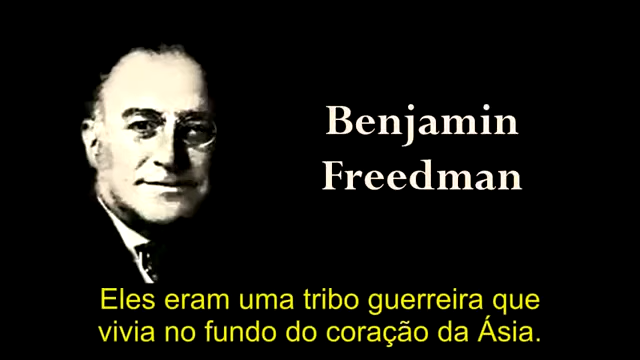 Benjamin
Freedman
Eles eram uma tribo guerreira que
vivia no fundo do coração da Ásia.